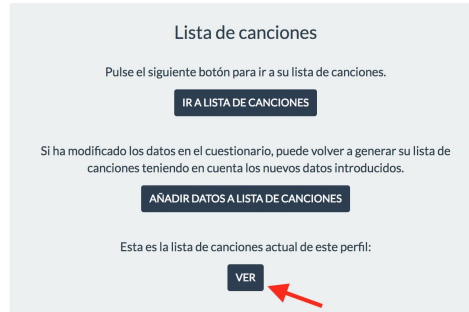 Lista de canciones
Pulse el siguiente botón para ir a su lista de canciones.
IR A LISTA DE CANCIONES
Si ha modificado los datos en el cuestionario, puede volver a generar su lista de
canciones teniendo en cuenta los nuevos datos introducidos.
AÑADIR DATOS A LISTA DE CANCIONES
Esta es la lista de canciones actual de este perfil:
VER